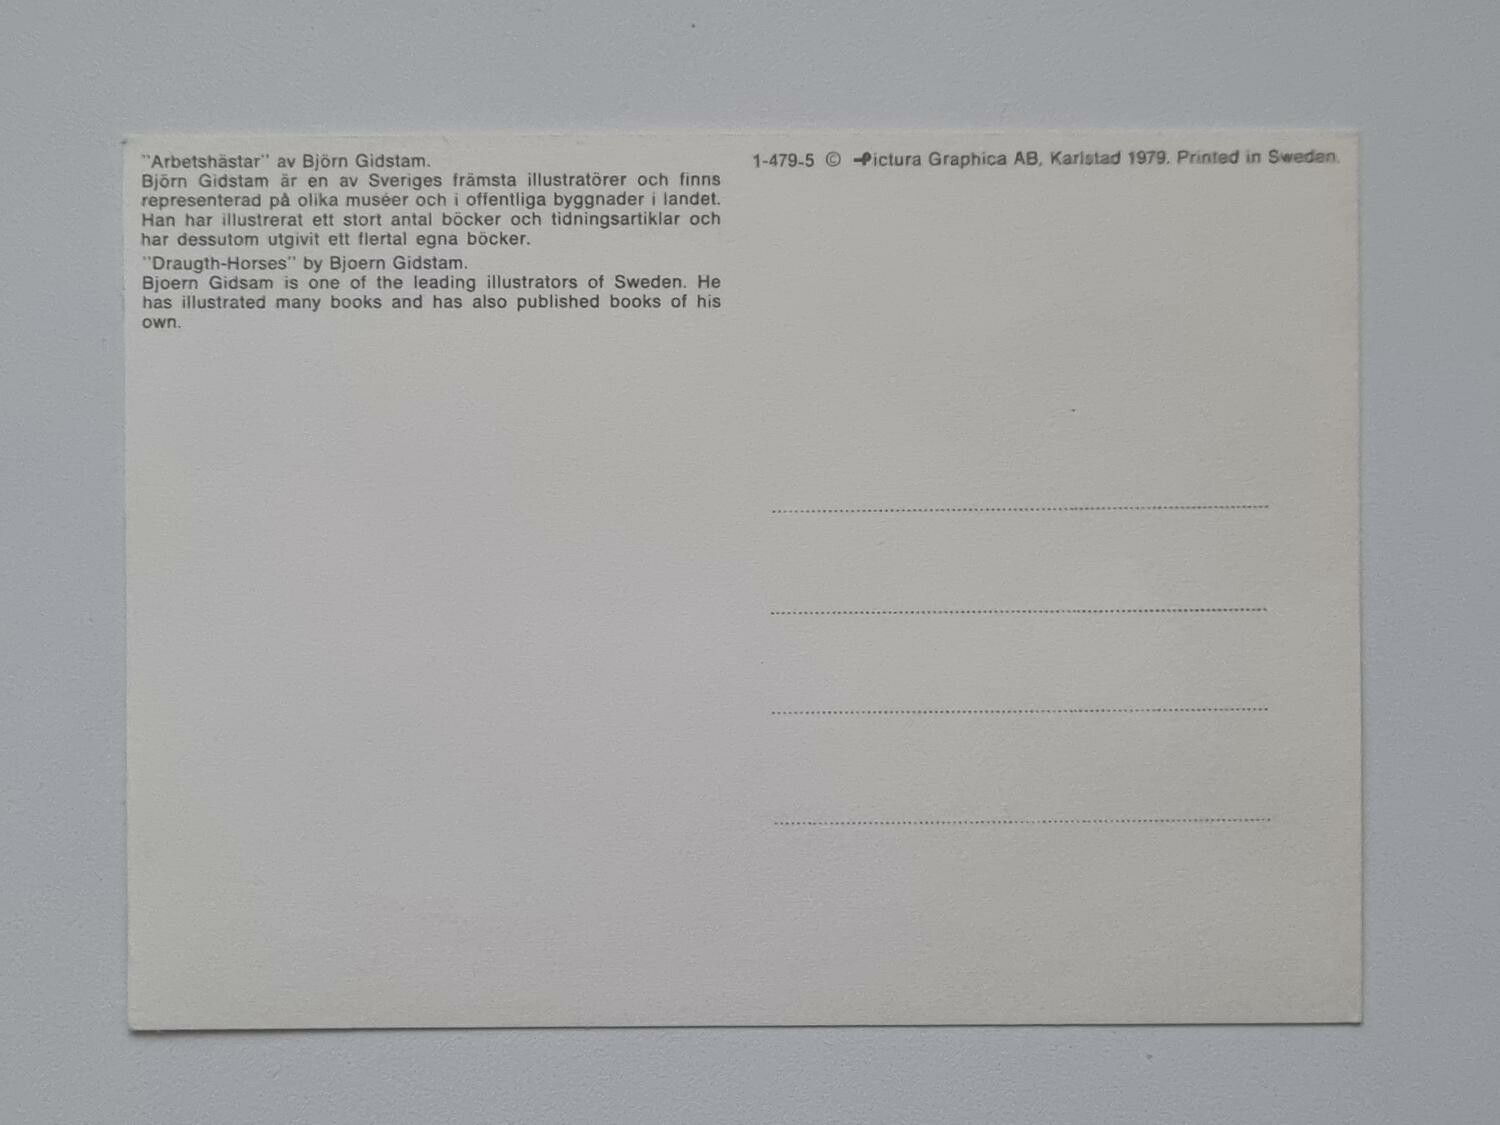 "Arbetshästar" av Björn Gidstam.
Björn Gidstam är en av Sveriges främsta illustratörer och finns
representerad på olika muséer och i offentliga byggnader i landet.
Han har illustrerat ett stort antal böcker och tidningsartiklar och
har dessutom utgivit ett flertal egna böcker.
"Draugth-Horses" by Bjoern Gidstam.
Bjoern Gidsam is one of the leading illustrators of Sweden. He
has illustrated many books and has also published books of his
own.
1-479-5 © Pictura Graphica AB, Karlstad 1979. Printed in Sweden.